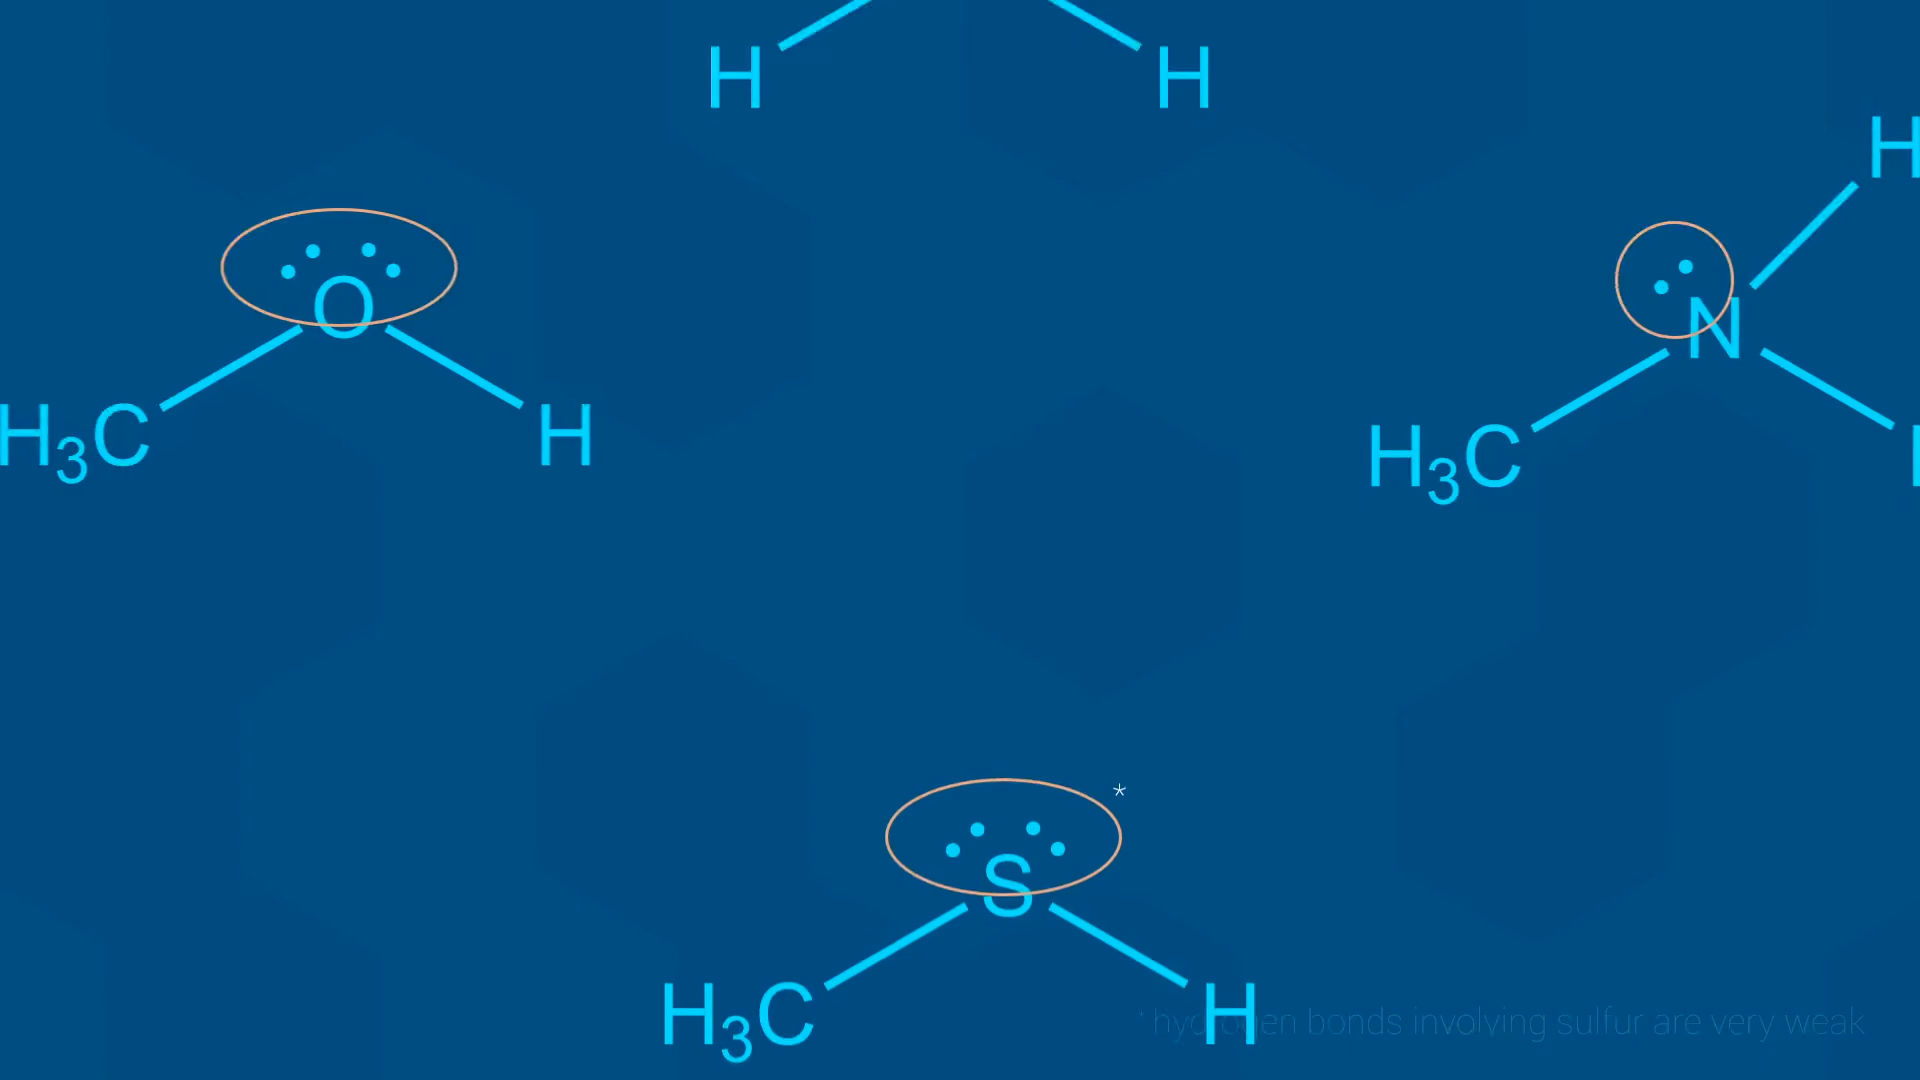 H H
H
O
N
H3C H
H3C
*
S
H3C H
* hydrogen bonds involving sulfur are very weak